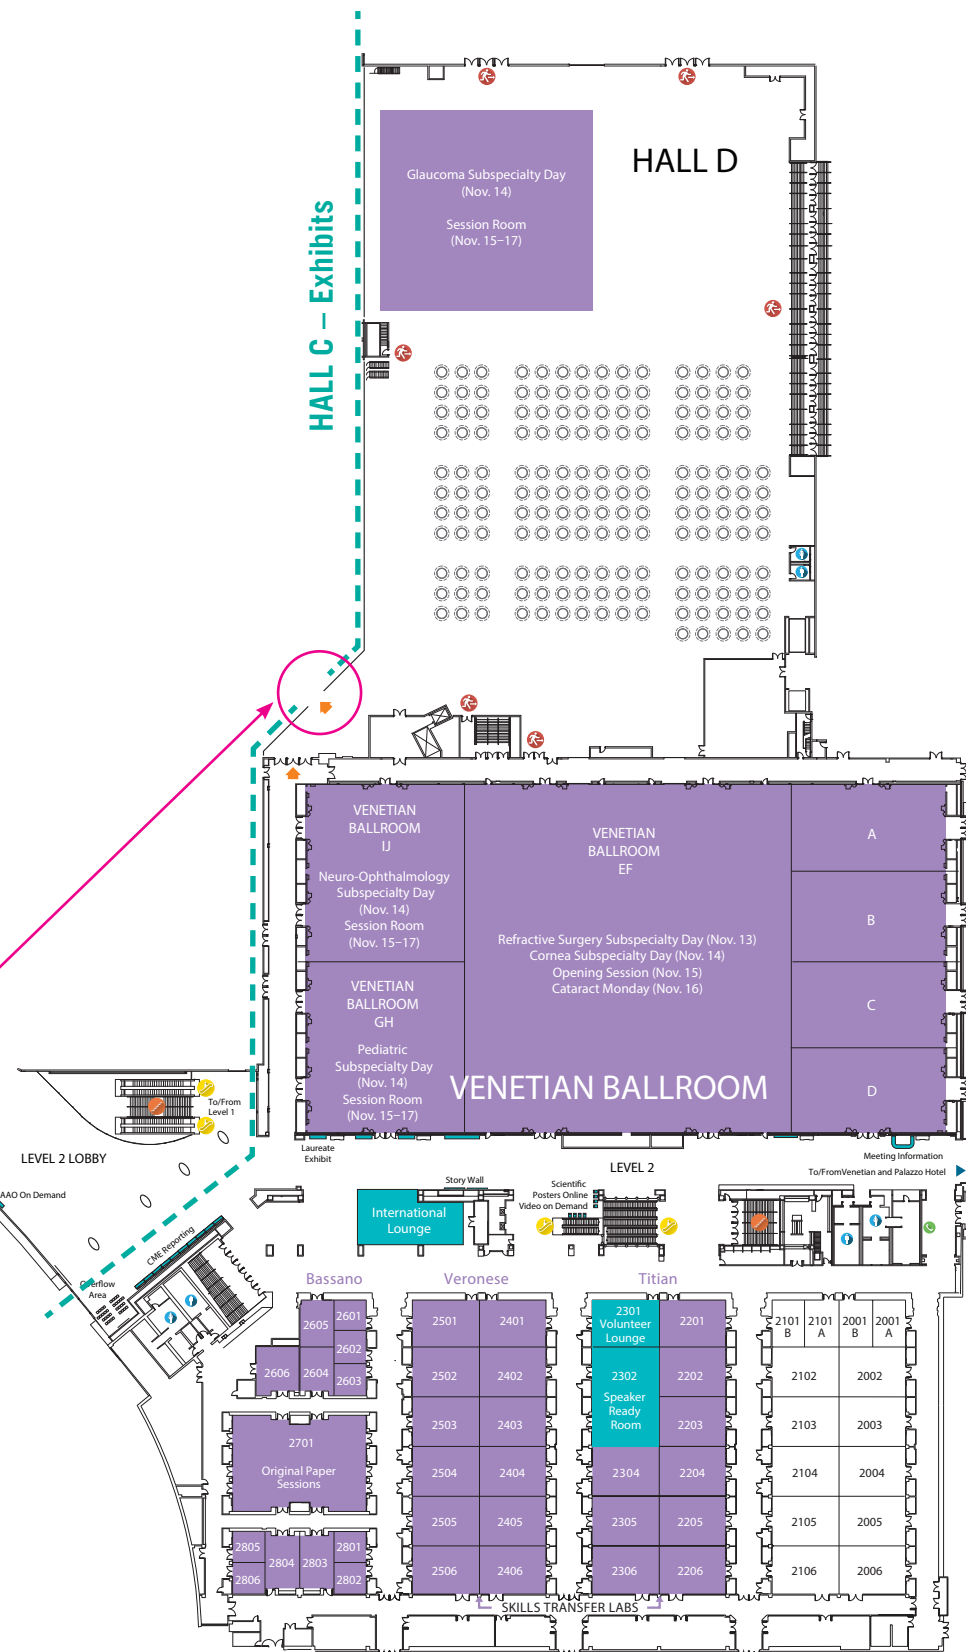 HALL D
Glaucoma Subspecialty Day
(Nov. 14)
Session Room
(Nov. 15–17)
HALL C – Exhibits
VENETIAN
BALLROOM
IJ
Neuro-Ophthalmology
Subspecialty Day
(Nov. 14)
Session Room
(Nov. 15–17)
VENETIAN
BALLROOM
EF
Refractive Surgery Subspecialty Day (Nov. 13)
Cornea Subspecialty Day (Nov. 14)
Opening Session (Nov. 15)
Cataract Monday (Nov. 16)
A
B
C
D
VENETIAN
BALLROOM
GH
Pediatric
Subspecialty Day
(Nov. 14)
Session Room
(Nov. 15–17)
VENETIAN BALLROOM
To/From
Level 1
LEVEL 2 LOBBY
Laureate
Exhibit
LEVEL 2
Meeting Information
To/FromVenetian and Palazzo Hotel
AAO On Demand
Story Wall
Scientific
Posters Online
Video on Demand
International
Lounge
CME Reporting
Overflow
Area
Bassano
Veronese
Titian
2605
2601
2602
2606
2604
2603
2701
Original Paper
Sessions
2805
2806
2804
2803
2801
2802
2501
2401
2502
2402
2503
2403
2504
2404
2505
2405
2506
2406
2301
Volunteer
Lounge
2201
2302
Speaker
Ready
Room
2202
2203
2304
2204
2305
2205
2306
2206
2101
B
2101
A
2001
B
2001
A
2102
2002
2103
2003
2104
2004
2105
2005
2106
2006
SKILLS TRANSFER LABS